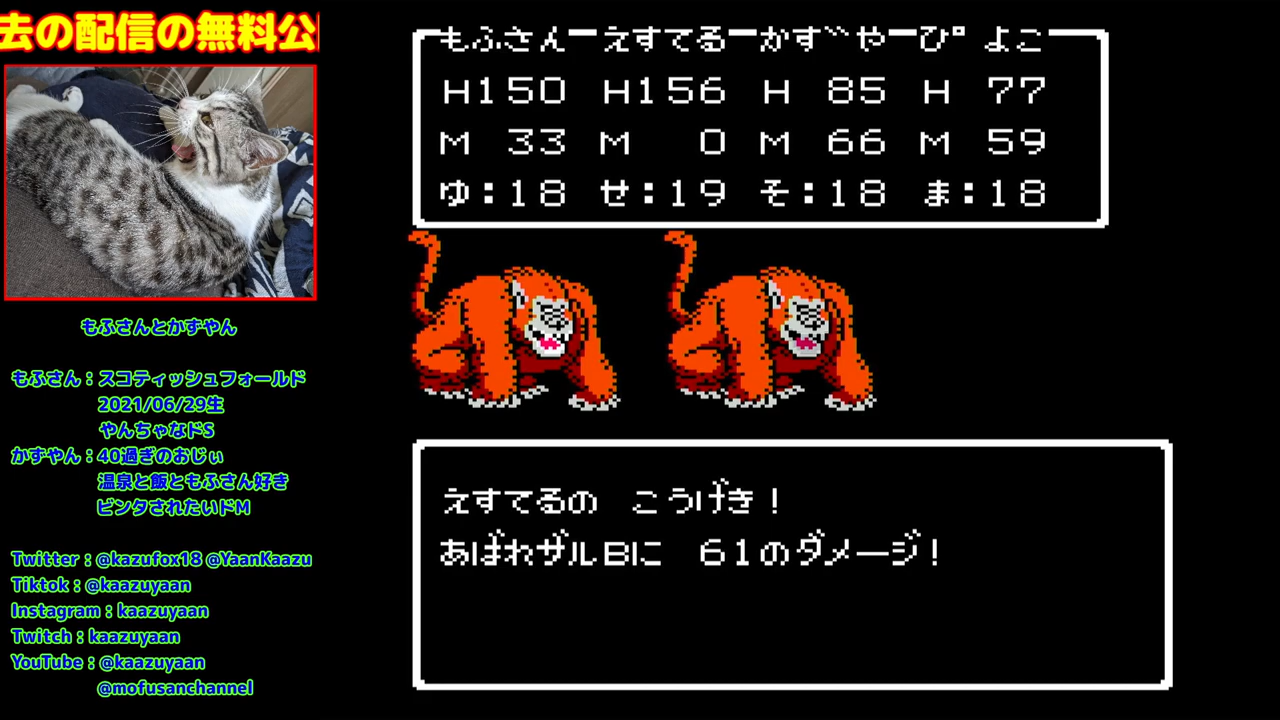 去の配信の無料公
もふさんとかずやん
もふさん：スコティッシュフォールド
2021/06/29生
やんちゃなドS
かずやん：40過ぎのおじぃ
温泉と飯ともふさん好き
ビンタされたいドM
Twitter：@kazufox18 @YaanKaazu
Tiktok：@kaazuyaan
Instagram：kaazuyaan
Twitch：kaazuyaan
YouTube：@kaazuyaan
@mofusanchannel
もふさん えすてる かずや ぴよこ
H150 H156 H 85 H 77
M 33 M 0 M 66 M 59
ゆ:18 せ:19 そ:18 ま:18
えすてるの こうげき！
あばれザルBに 61のダメージ！